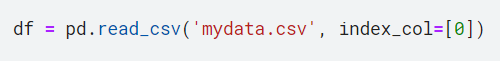 df = pd.read_csv('mydata.csv', index_col=[0])